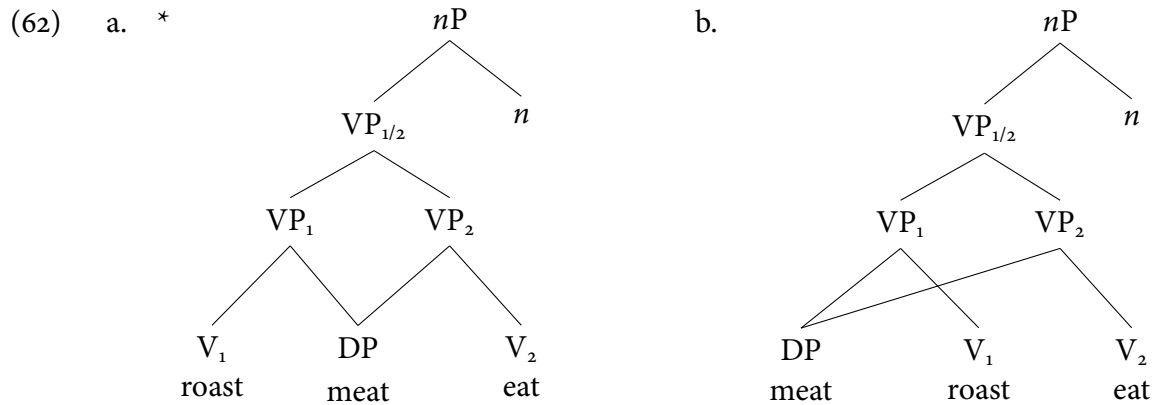 (62) a. * nP b. nP
VP₁/₂ n VP₁/₂ n
VP₁ VP₂ VP₁ VP₂
V₁ DP V₂ DP V₁ V₂
roast meat eat meat roast eat